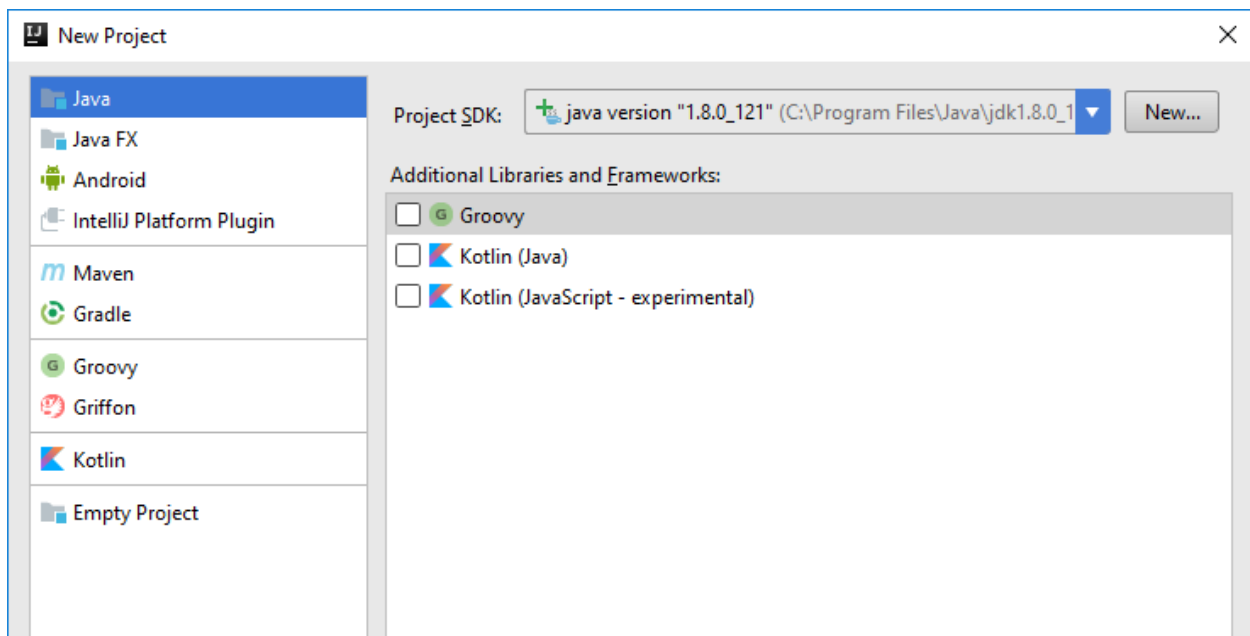 New Project
Java
Java FX
Android
IntelliJ Platform Plugin
Maven
Gradle
Groovy
Griffon
Kotlin
Empty Project
Project SDK: java version "1.8.0_121" (C:\Program Files\Java\jdk1.8.0_1 New...
Additional Libraries and Frameworks:
Groovy
Kotlin (Java)
Kotlin (JavaScript - experimental)